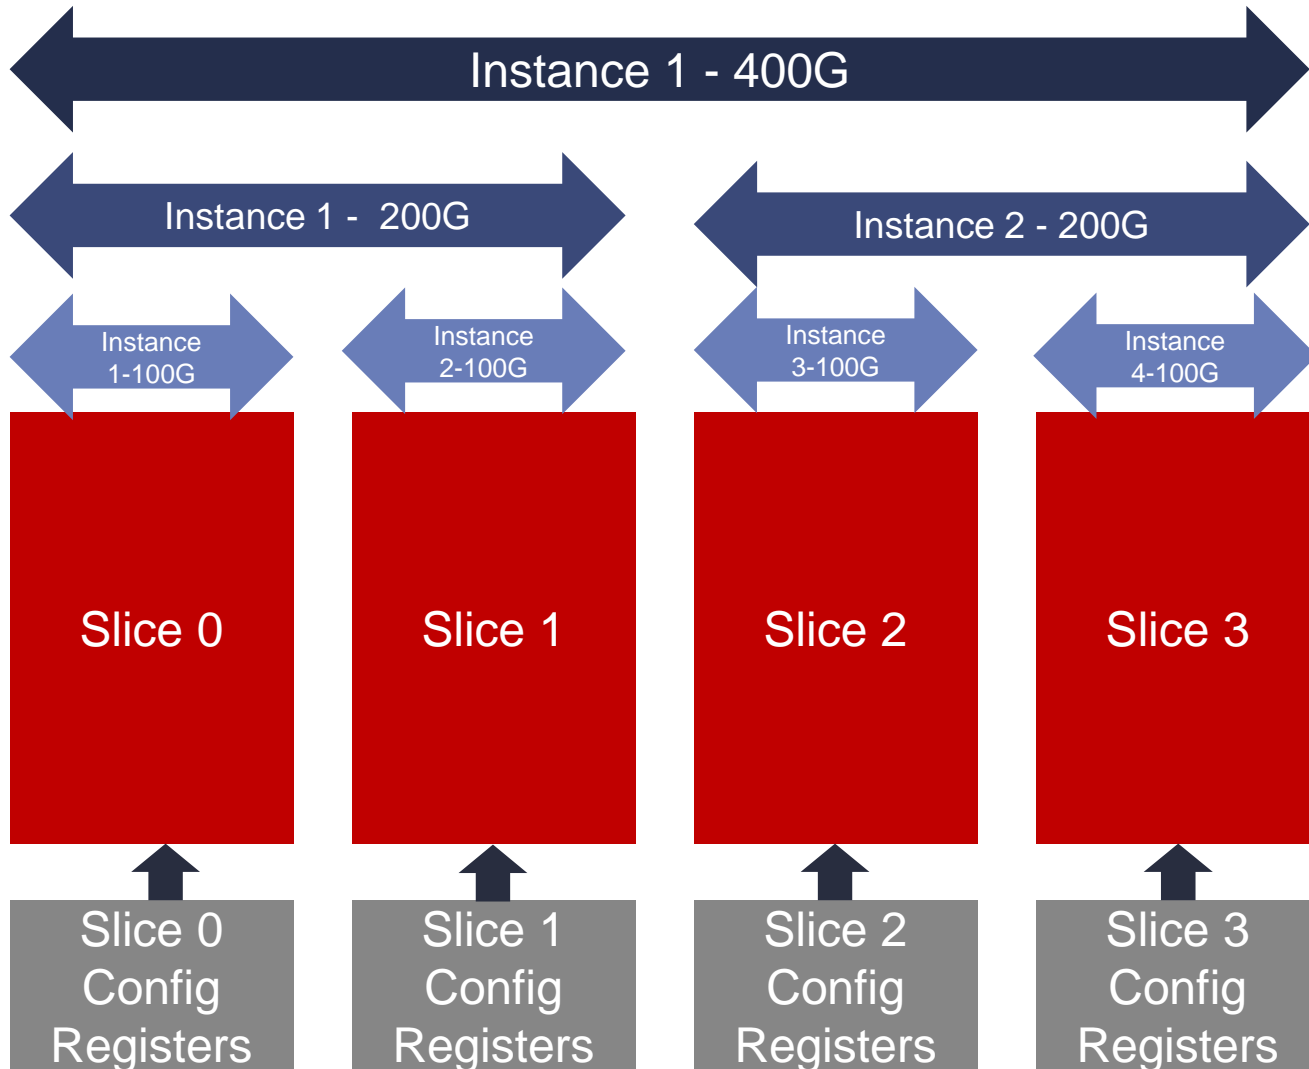 Instance 1 - 400G
Instance 1 -  200G
Instance 2 - 200G
Instance
1-100G
Instance
2-100G
Instance
3-100G
Instance
4-100G
Slice 0
Slice 1
Slice 2
Slice 3
Slice 0
Config
Registers
Slice 1
Config
Registers
Slice 2
Config
Registers
Slice 3
Config
Registers